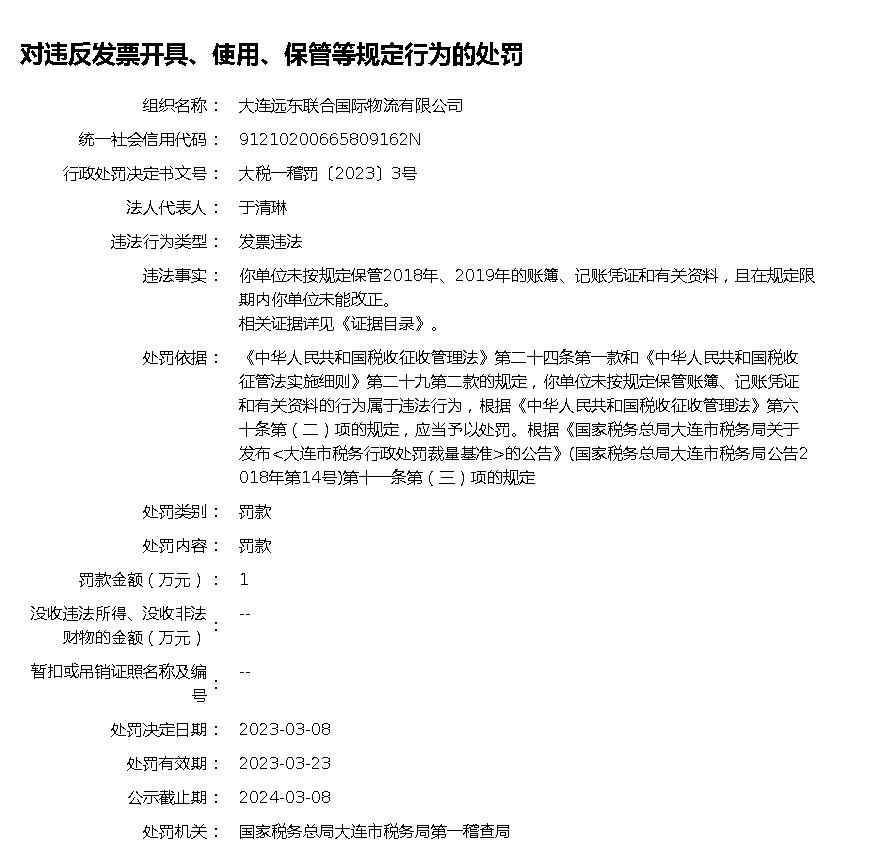 对违反发票开具、使用、保管等规定行为的处罚
组织名称： 大连远东联合国际物流有限公司
统一社会信用代码： 91210200665809162N
行政处罚决定书文号： 大税一稽罚〔2023〕3号
法人代表人： 于清琳
违法行为类型： 发票违法
违法事实： 你单位未按规定保管2018年、2019年的账簿、记账凭证和有关资料，且在规定限
期内你单位未能改正。
相关证据详见《证据目录》。
处罚依据： 《中华人民共和国税收征收管理法》第二十四条第一款和《中华人民共和国税收
征管法实施细则》第二十九第二款的规定，你单位未按规定保管账簿、记账凭证
和有关资料的行为属于违法行为，根据《中华人民共和国税收征收管理法》第六
十条第（二）项的规定，应当予以处罚。根据《国家税务总局大连市税务局关于
发布<大连市税务行政处罚裁量基准>的公告》(国家税务总局大连市税务局公告2
018年第14号)第十一条第（三）项的规定
处罚类别： 罚款
处罚内容： 罚款
罚款金额（万元）： 1
没收违法所得、没收非法
财物的金额（万元）： --
暂扣或吊销证照名称及编
号： --
处罚决定日期： 2023-03-08
处罚有效期： 2023-03-23
公示截止期： 2024-03-08
处罚机关： 国家税务总局大连市税务局第一稽查局